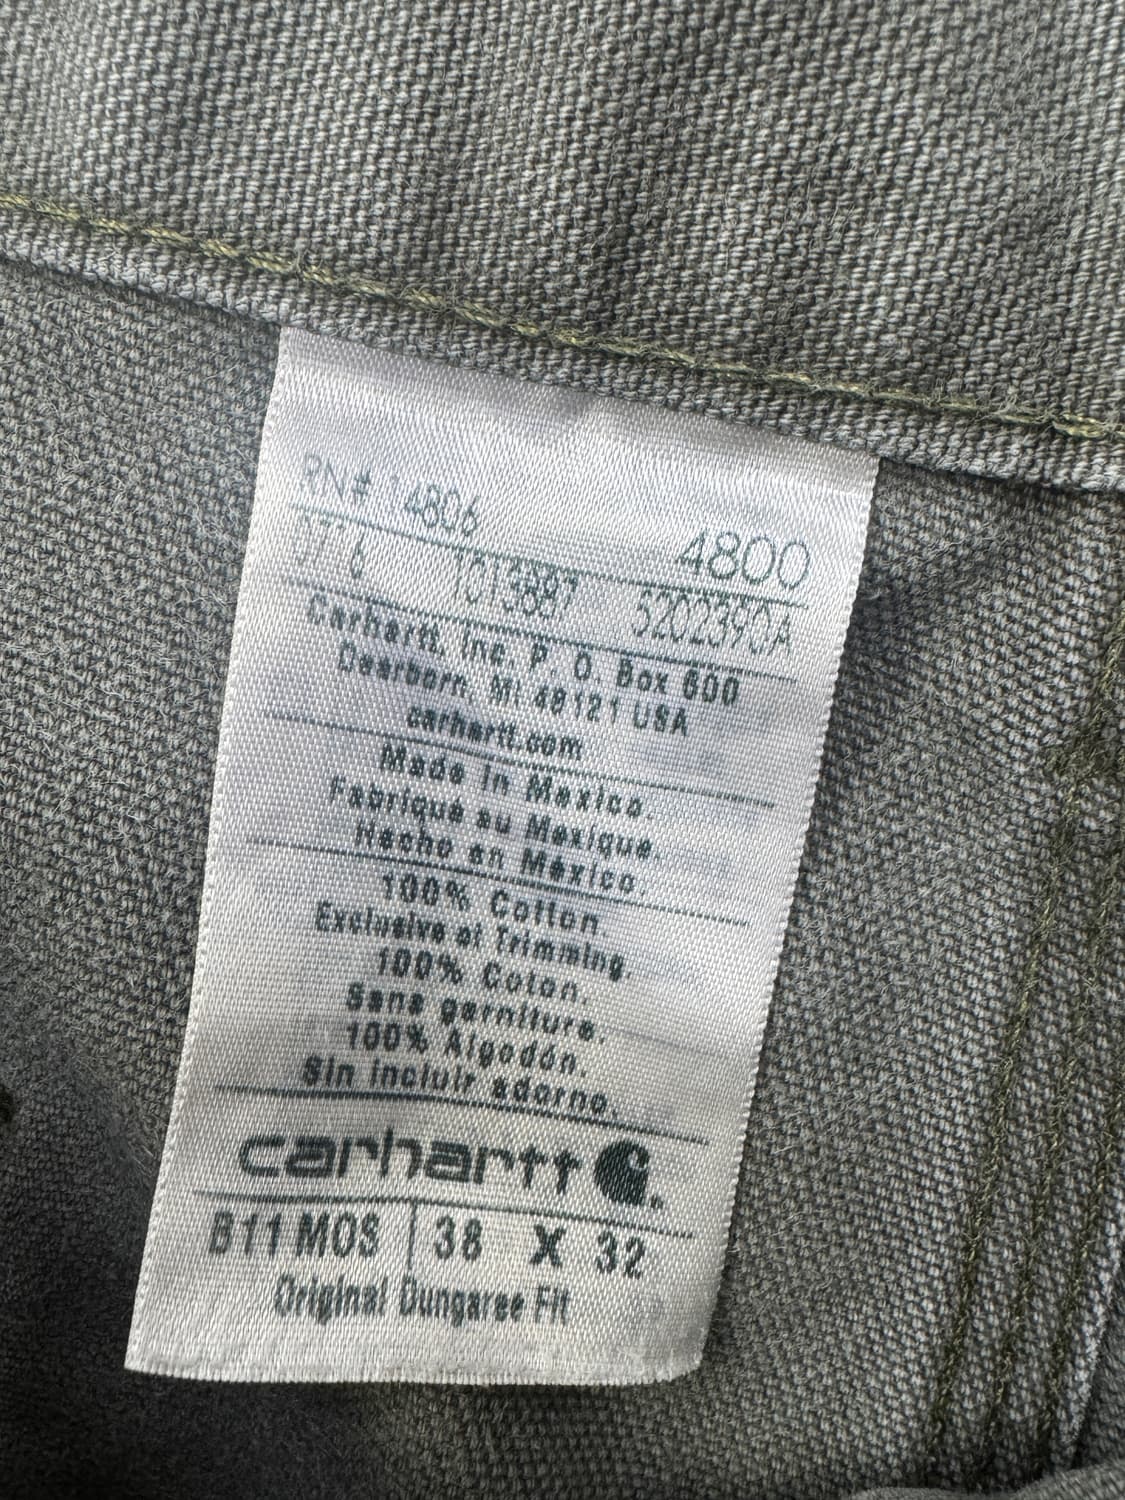 RN# 14806
4800
1013887 5202390A
Carhartt, Inc. P. O. Box 600
Dearborn, MI 48121 USA
carhartt.com
Made in Mexico.
Fabriqué au Mexique.
Hecho en México.
100% Cotton.
Exclusive of Trimming.
100% Coton.
Sans garniture.
100% Algodón.
Sin incluir adorno.
carhartt
B11 MOS 38 X 32
Original Dungaree Fit